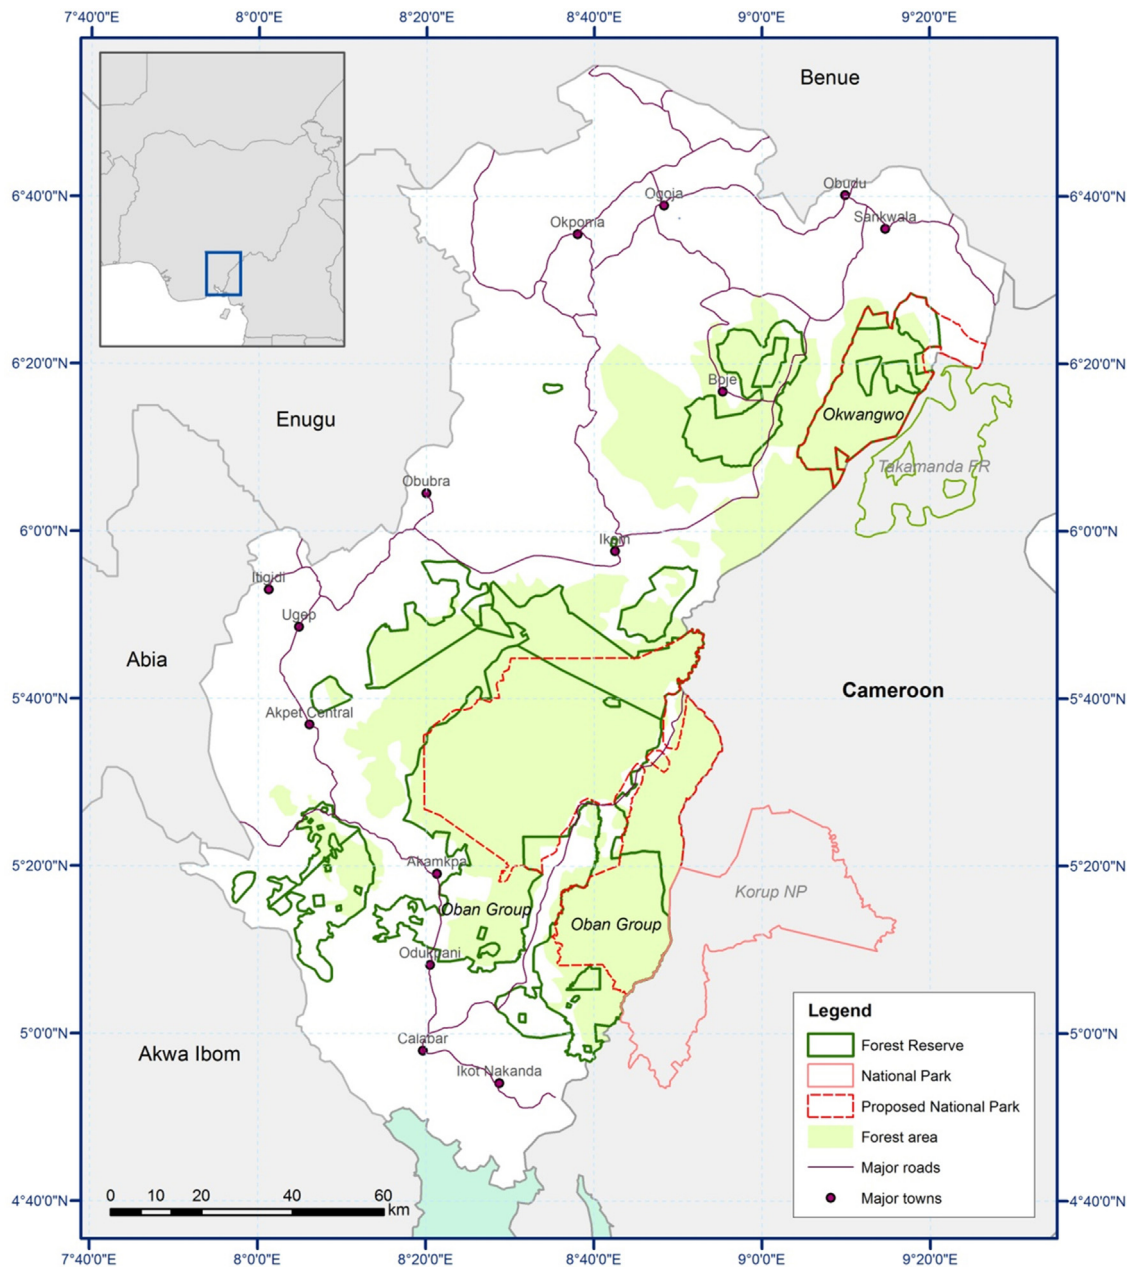 7°40'0"E
8°0'0"E
8°20'0"E
8°40'0"E
9°0'0"E
9°20'0"E
Benue
6°40'0"N
Obudu
6°40'0"N
Ogoja
Sankwala
Okpoma
6°20'0"N
6°20'0"N
Boje
Okwangwo
Enugu
Takamanda FR
Obubra
6°0'0"N
6°0'0"N
Ikom
Itigidi
Ugep
Abia
Cameroon
5°40'0"N
5°40'0"N
Akpet Central
5°20'0"N
5°20'0"N
Akamkpa
Korup NP
Oban Group
Oban Group
Odukpani
Legend
5°0'0"N
5°0'0"N
Calabar
Forest Reserve
Akwa Ibom
Ikot Nakanda
National Park
Proposed National Park
Forest area
Major roads
Major towns
0 10 20 40 60
km
4°40'0"N
4°40'0"N
7°40'0"E
8°0'0"E
8°20'0"E
8°40'0"E
9°0'0"E
9°20'0"E